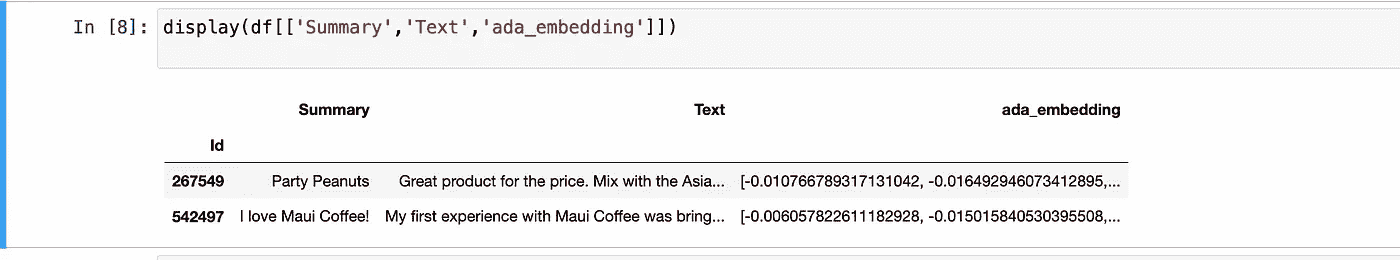 In [8]: display(df[['Summary','Text','ada_embedding']])
Summary Text ada_embedding
Id
267549 Party Peanuts Great product for the price. Mix with the Asia... [-0.010766789317131042, -0.016492946073412895,...
542497 I love Maui Coffee! My first experience with Maui Coffee was bring... [-0.006057822611182928, -0.015015840530395508,...